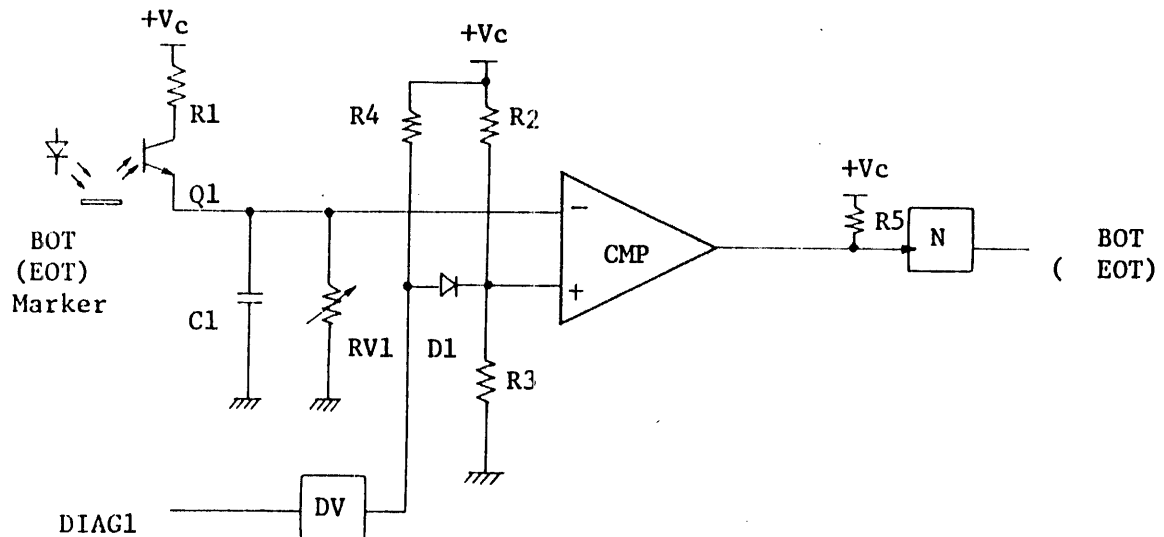 +Vc
+Vc
R1
R4
R2
Q1
+Vc
R5
N
BOT
( EOT)
CMP
−
+
BOT
(EOT)
Marker
C1
RV1
D1
R3
DV
DIAG1